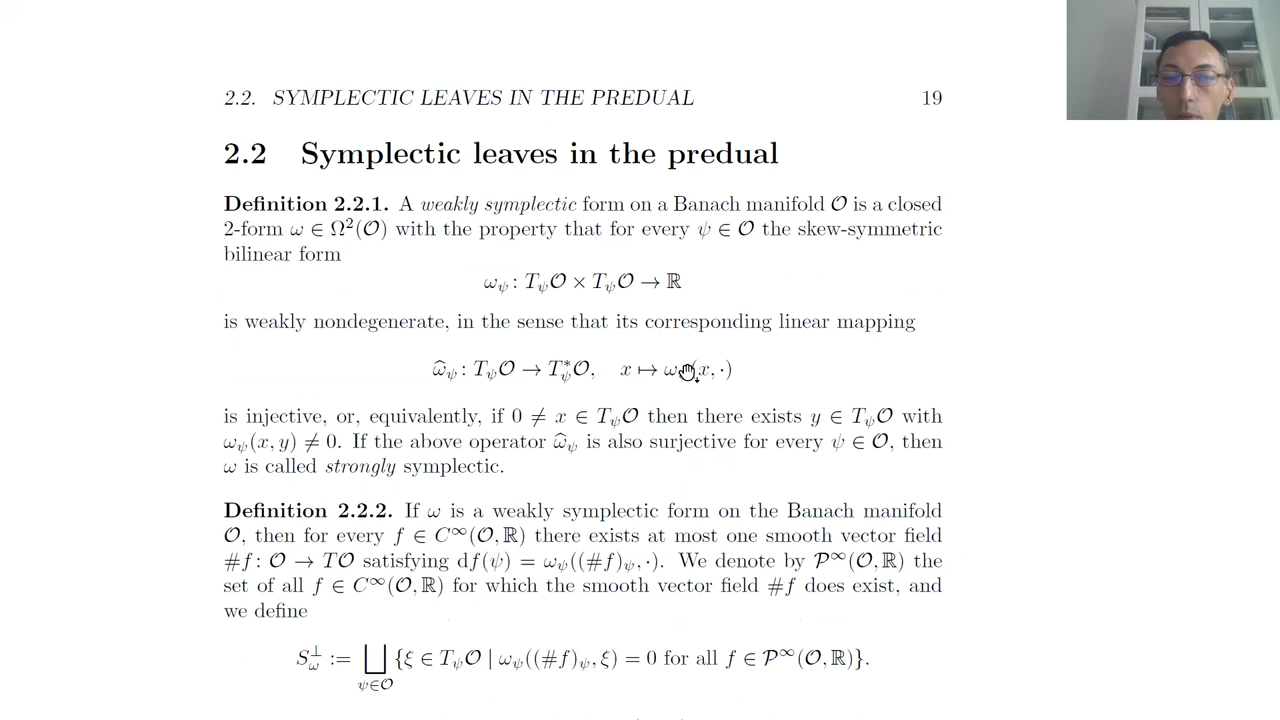 2.2. SYMPLECTIC LEAVES IN THE PREDUAL 19
2.2 Symplectic leaves in the predual
Definition 2.2.1. A weakly symplectic form on a Banach manifold 𝒪 is a closed
2-form ω ∈ Ω²(𝒪) with the property that for every ψ ∈ 𝒪 the skew-symmetric
bilinear form
ω_ψ : T_ψ𝒪 × T_ψ𝒪 → ℝ
is weakly nondegenerate, in the sense that its corresponding linear mapping
ω̂_ψ : T_ψ𝒪 → T*_ψ𝒪, x ↦ ω (x, ·)
is injective, or, equivalently, if 0 ≠ x ∈ T_ψ𝒪 then there exists y ∈ T_ψ𝒪 with
ω_ψ(x, y) ≠ 0. If the above operator ω̂_ψ is also surjective for every ψ ∈ 𝒪, then
ω is called strongly symplectic.
Definition 2.2.2. If ω is a weakly symplectic form on the Banach manifold
𝒪, then for every f ∈ C^∞(𝒪, ℝ) there exists at most one smooth vector field
#f : 𝒪 → T𝒪 satisfying df(ψ) = ω_ψ((#f)_ψ, ·). We denote by 𝒫^∞(𝒪, ℝ) the
set of all f ∈ C^∞(𝒪, ℝ) for which the smooth vector field #f does exist, and
we define
S_ω^⊥ := ⨆_{ψ∈𝒪} {ξ ∈ T_ψ𝒪 | ω_ψ((#f)_ψ, ξ) = 0 for all f ∈ 𝒫^∞(𝒪, ℝ)}.